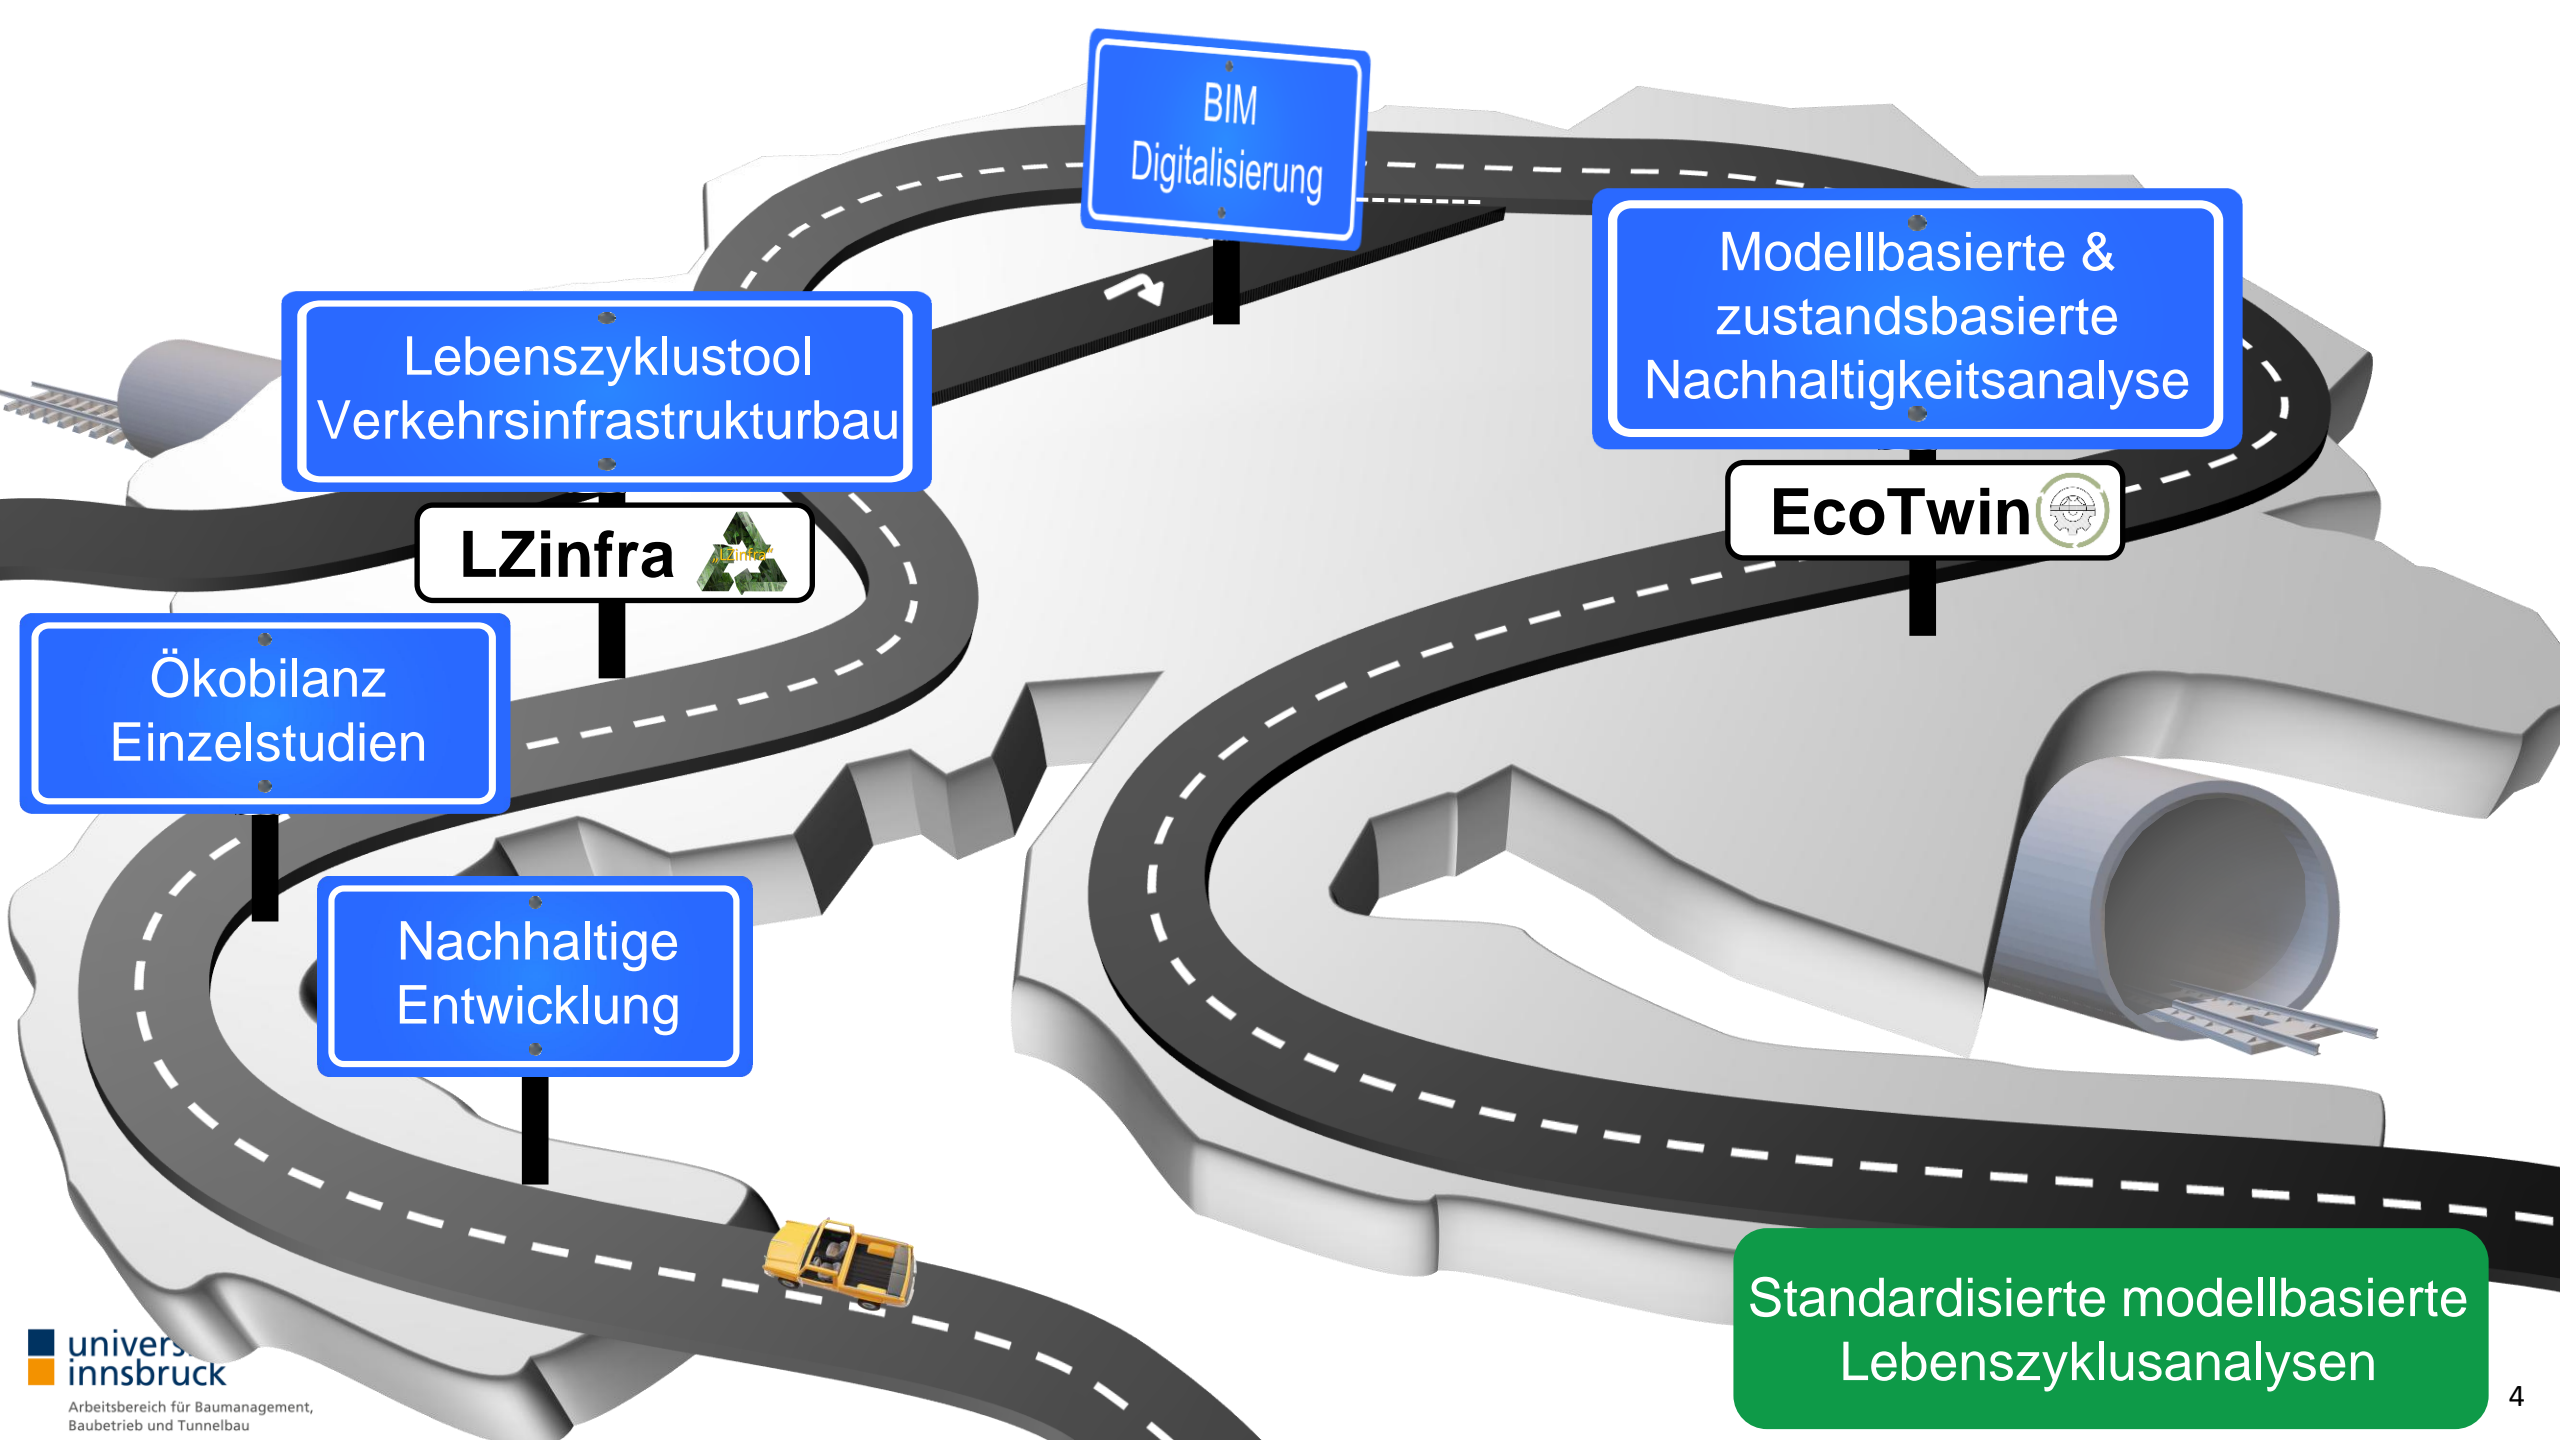 BIM
Digitalisierung
Modellbasierte &
zustandsbasierte
Nachhaltigkeitsanalyse
Lebenszyklustool
Verkehrsinfrastrukturbau
EcoTwin
LZinfra
„LZinfra“
Ökobilanz
Einzelstudien
Nachhaltige
Entwicklung
Standardisierte modellbasierte
Lebenszyklusanalysen
innsbruck
Arbeitsbereich für Baumanagement,
Baubetrieb und Tunnelbau
4